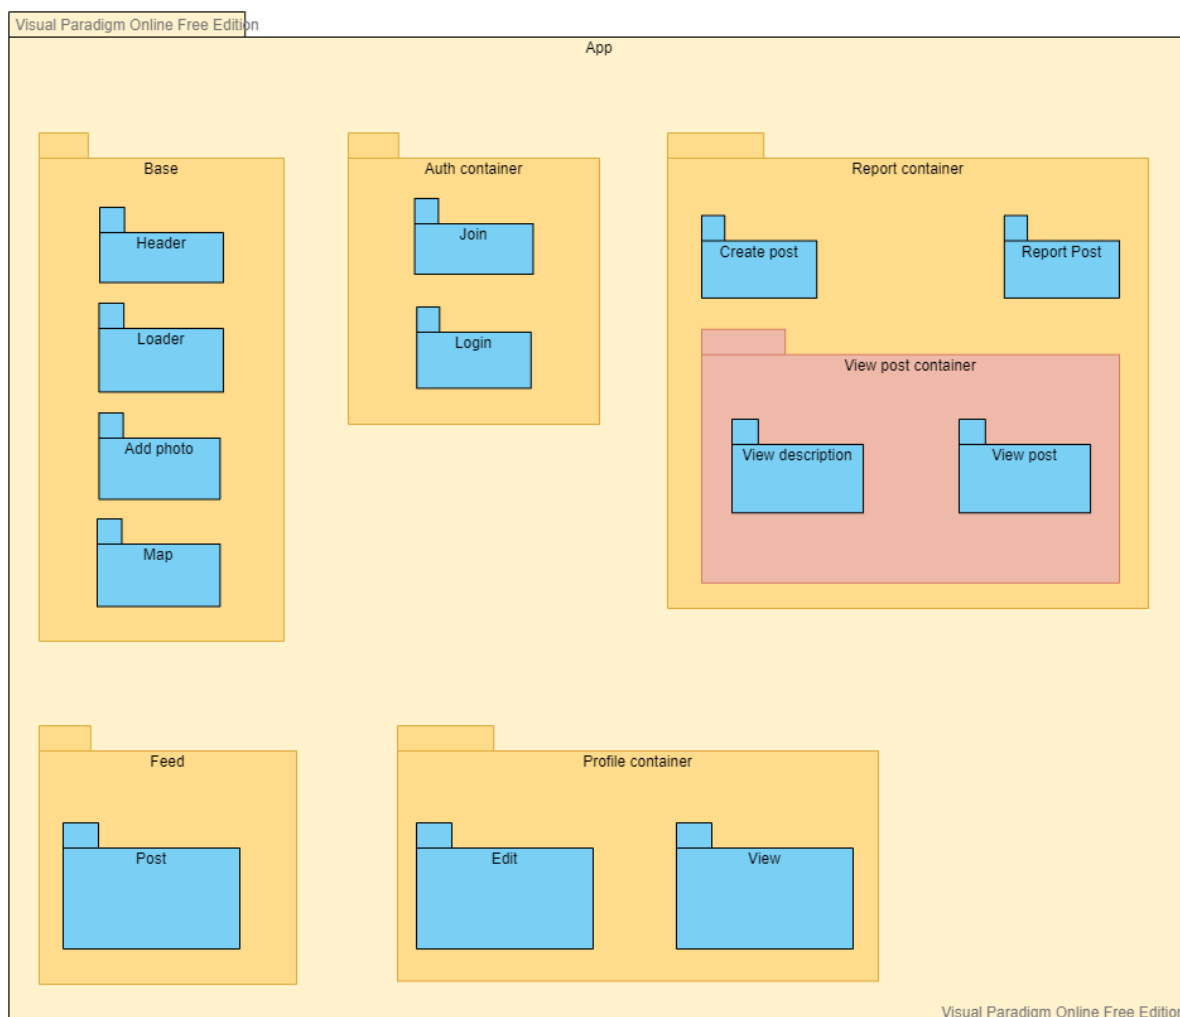 Visual Paradigm Online Free Edition
App
Base
Header
Loader
Add photo
Map
Auth container
Join
Login
Report container
Create post
Report Post
View post container
View description
View post
Feed
Post
Profile container
Edit
View
Visual Paradigm Online Free Edition